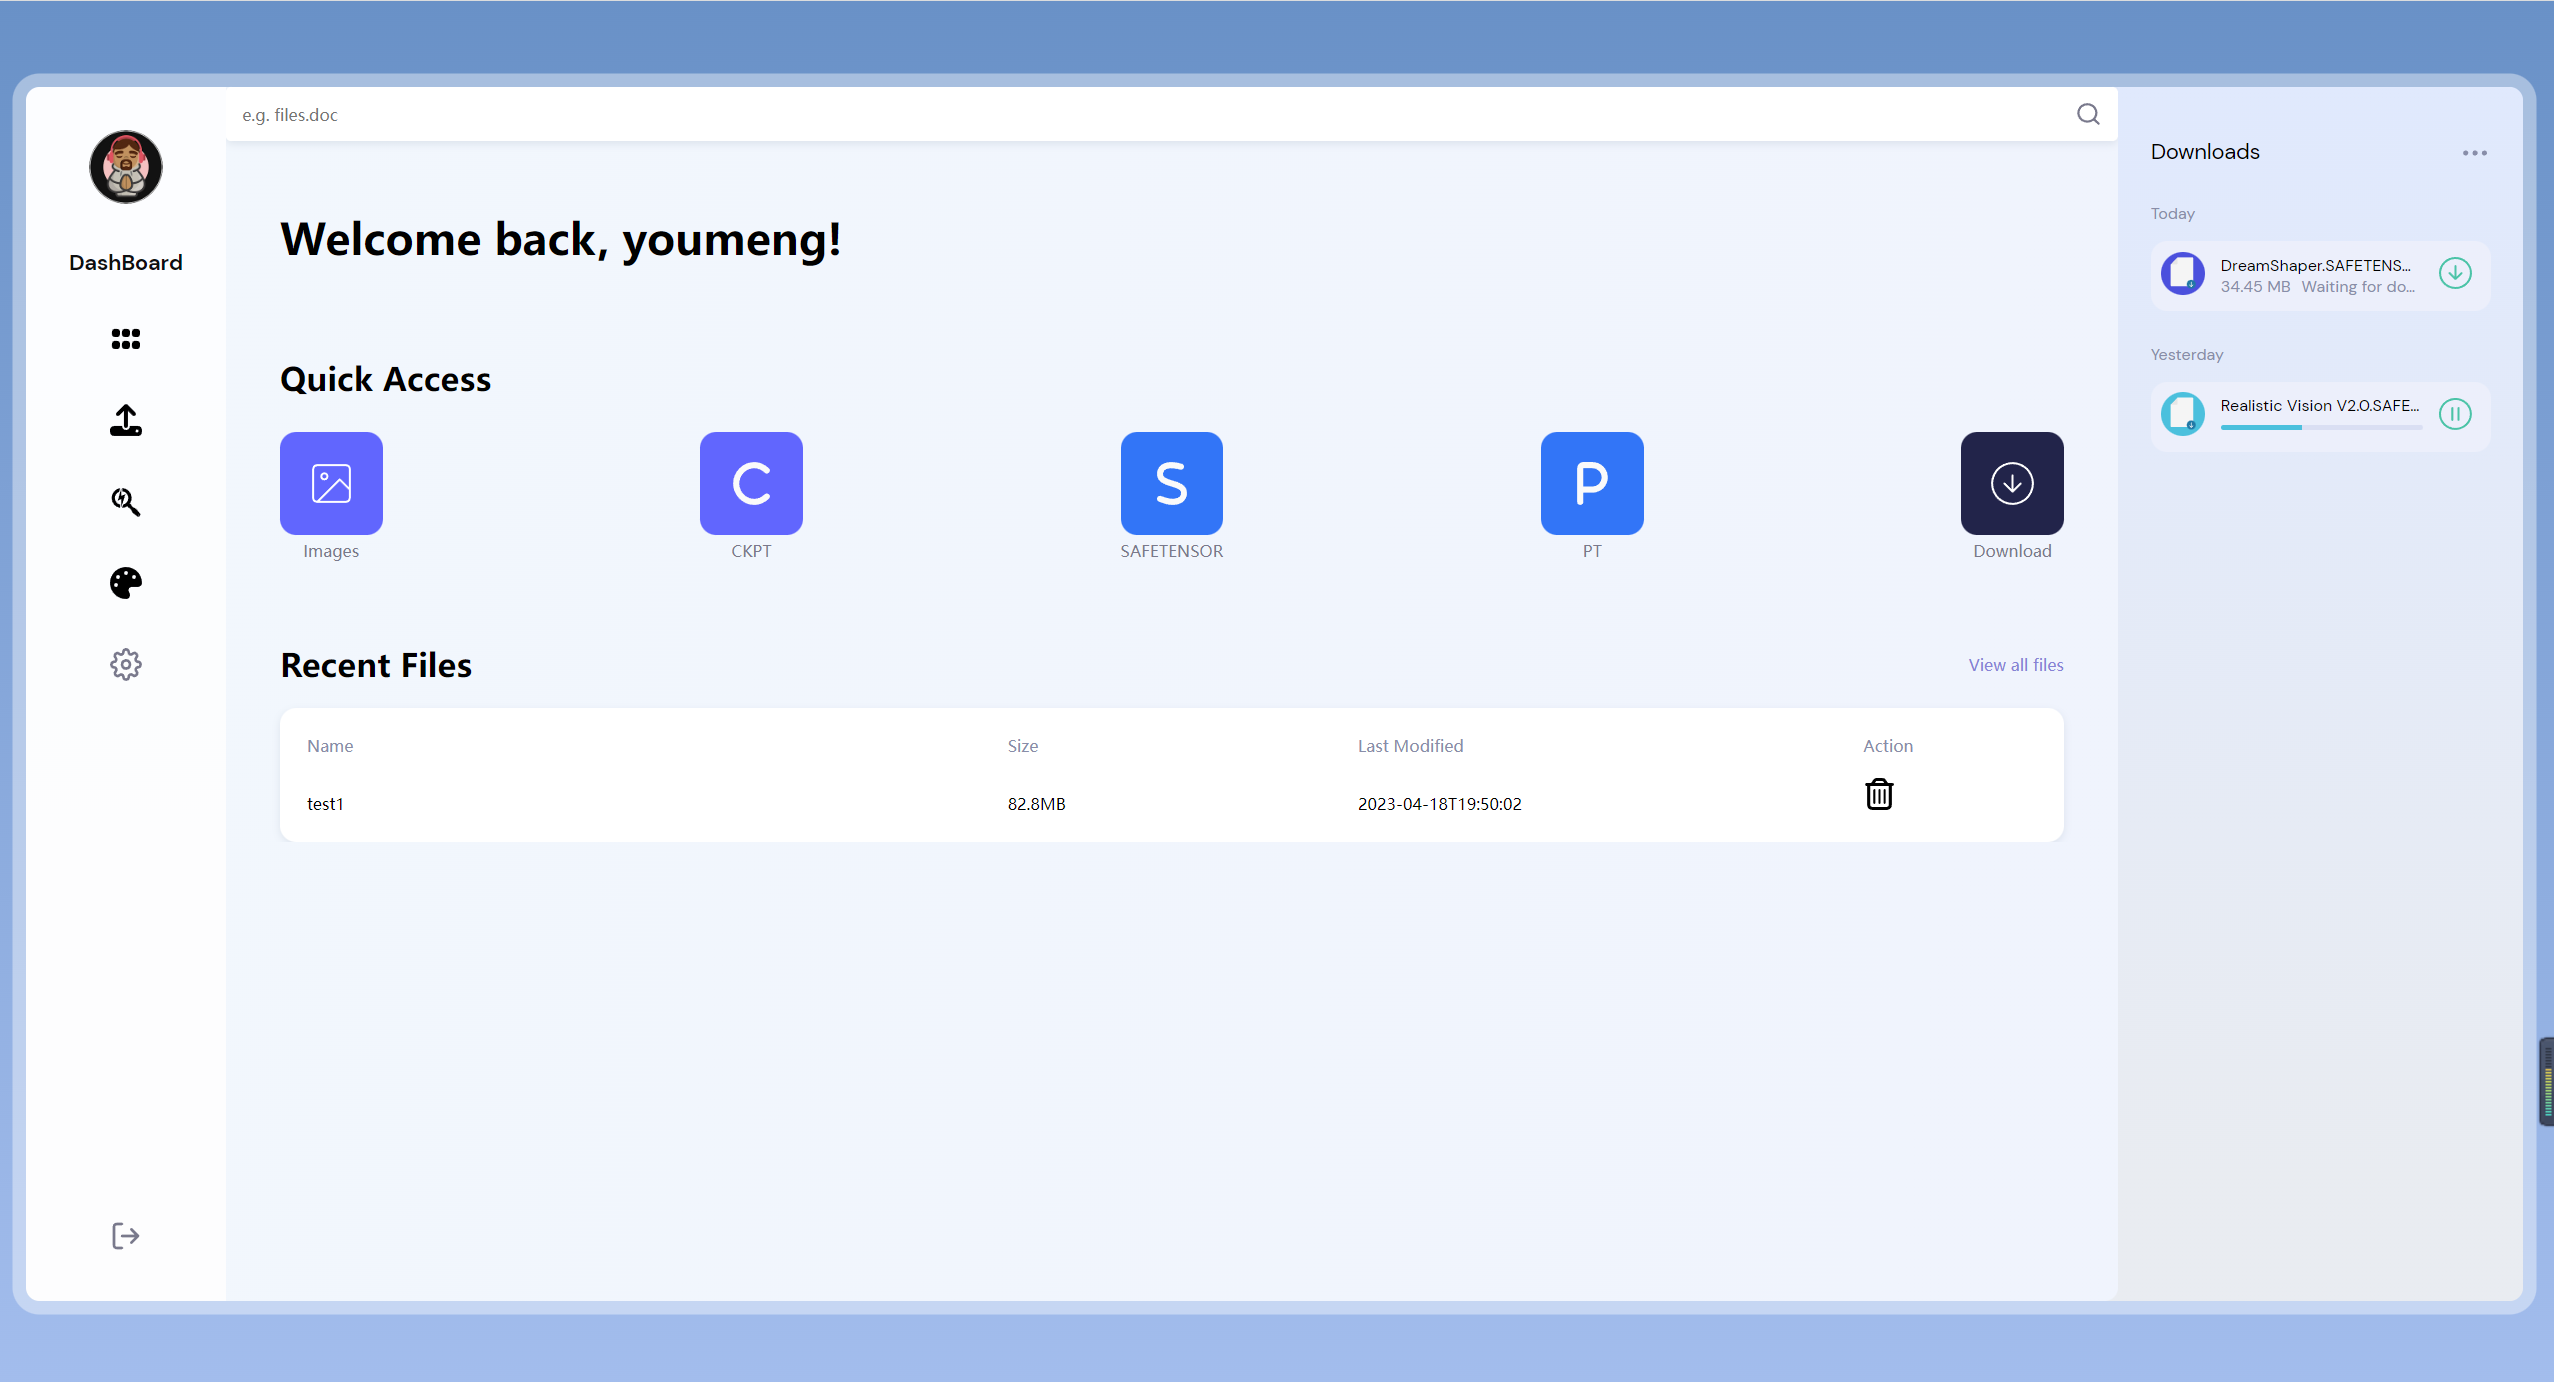 e.g. files.doc
DashBoard
Welcome back, youmeng!
Quick Access
Images
C
CKPT
S
SAFETENSOR
P
PT
Download
Recent Files
View all files
Name Size Last Modified Action
test1 82.8MB 2023-04-18T19:50:02
Downloads
Today
DreamShaper.SAFETENS...
34.45 MB Waiting for do...
Yesterday
Realistic Vision V2.0.SAFE...